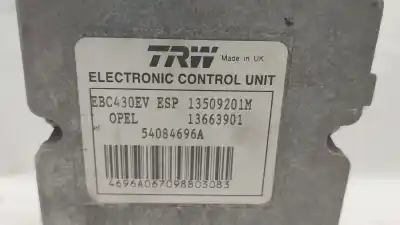 TRW Made in UK
ELECTRONIC CONTROL UNIT
EBC430EV ESP 13509201M
OPEL 13663901
54084696A
4696A067098803083